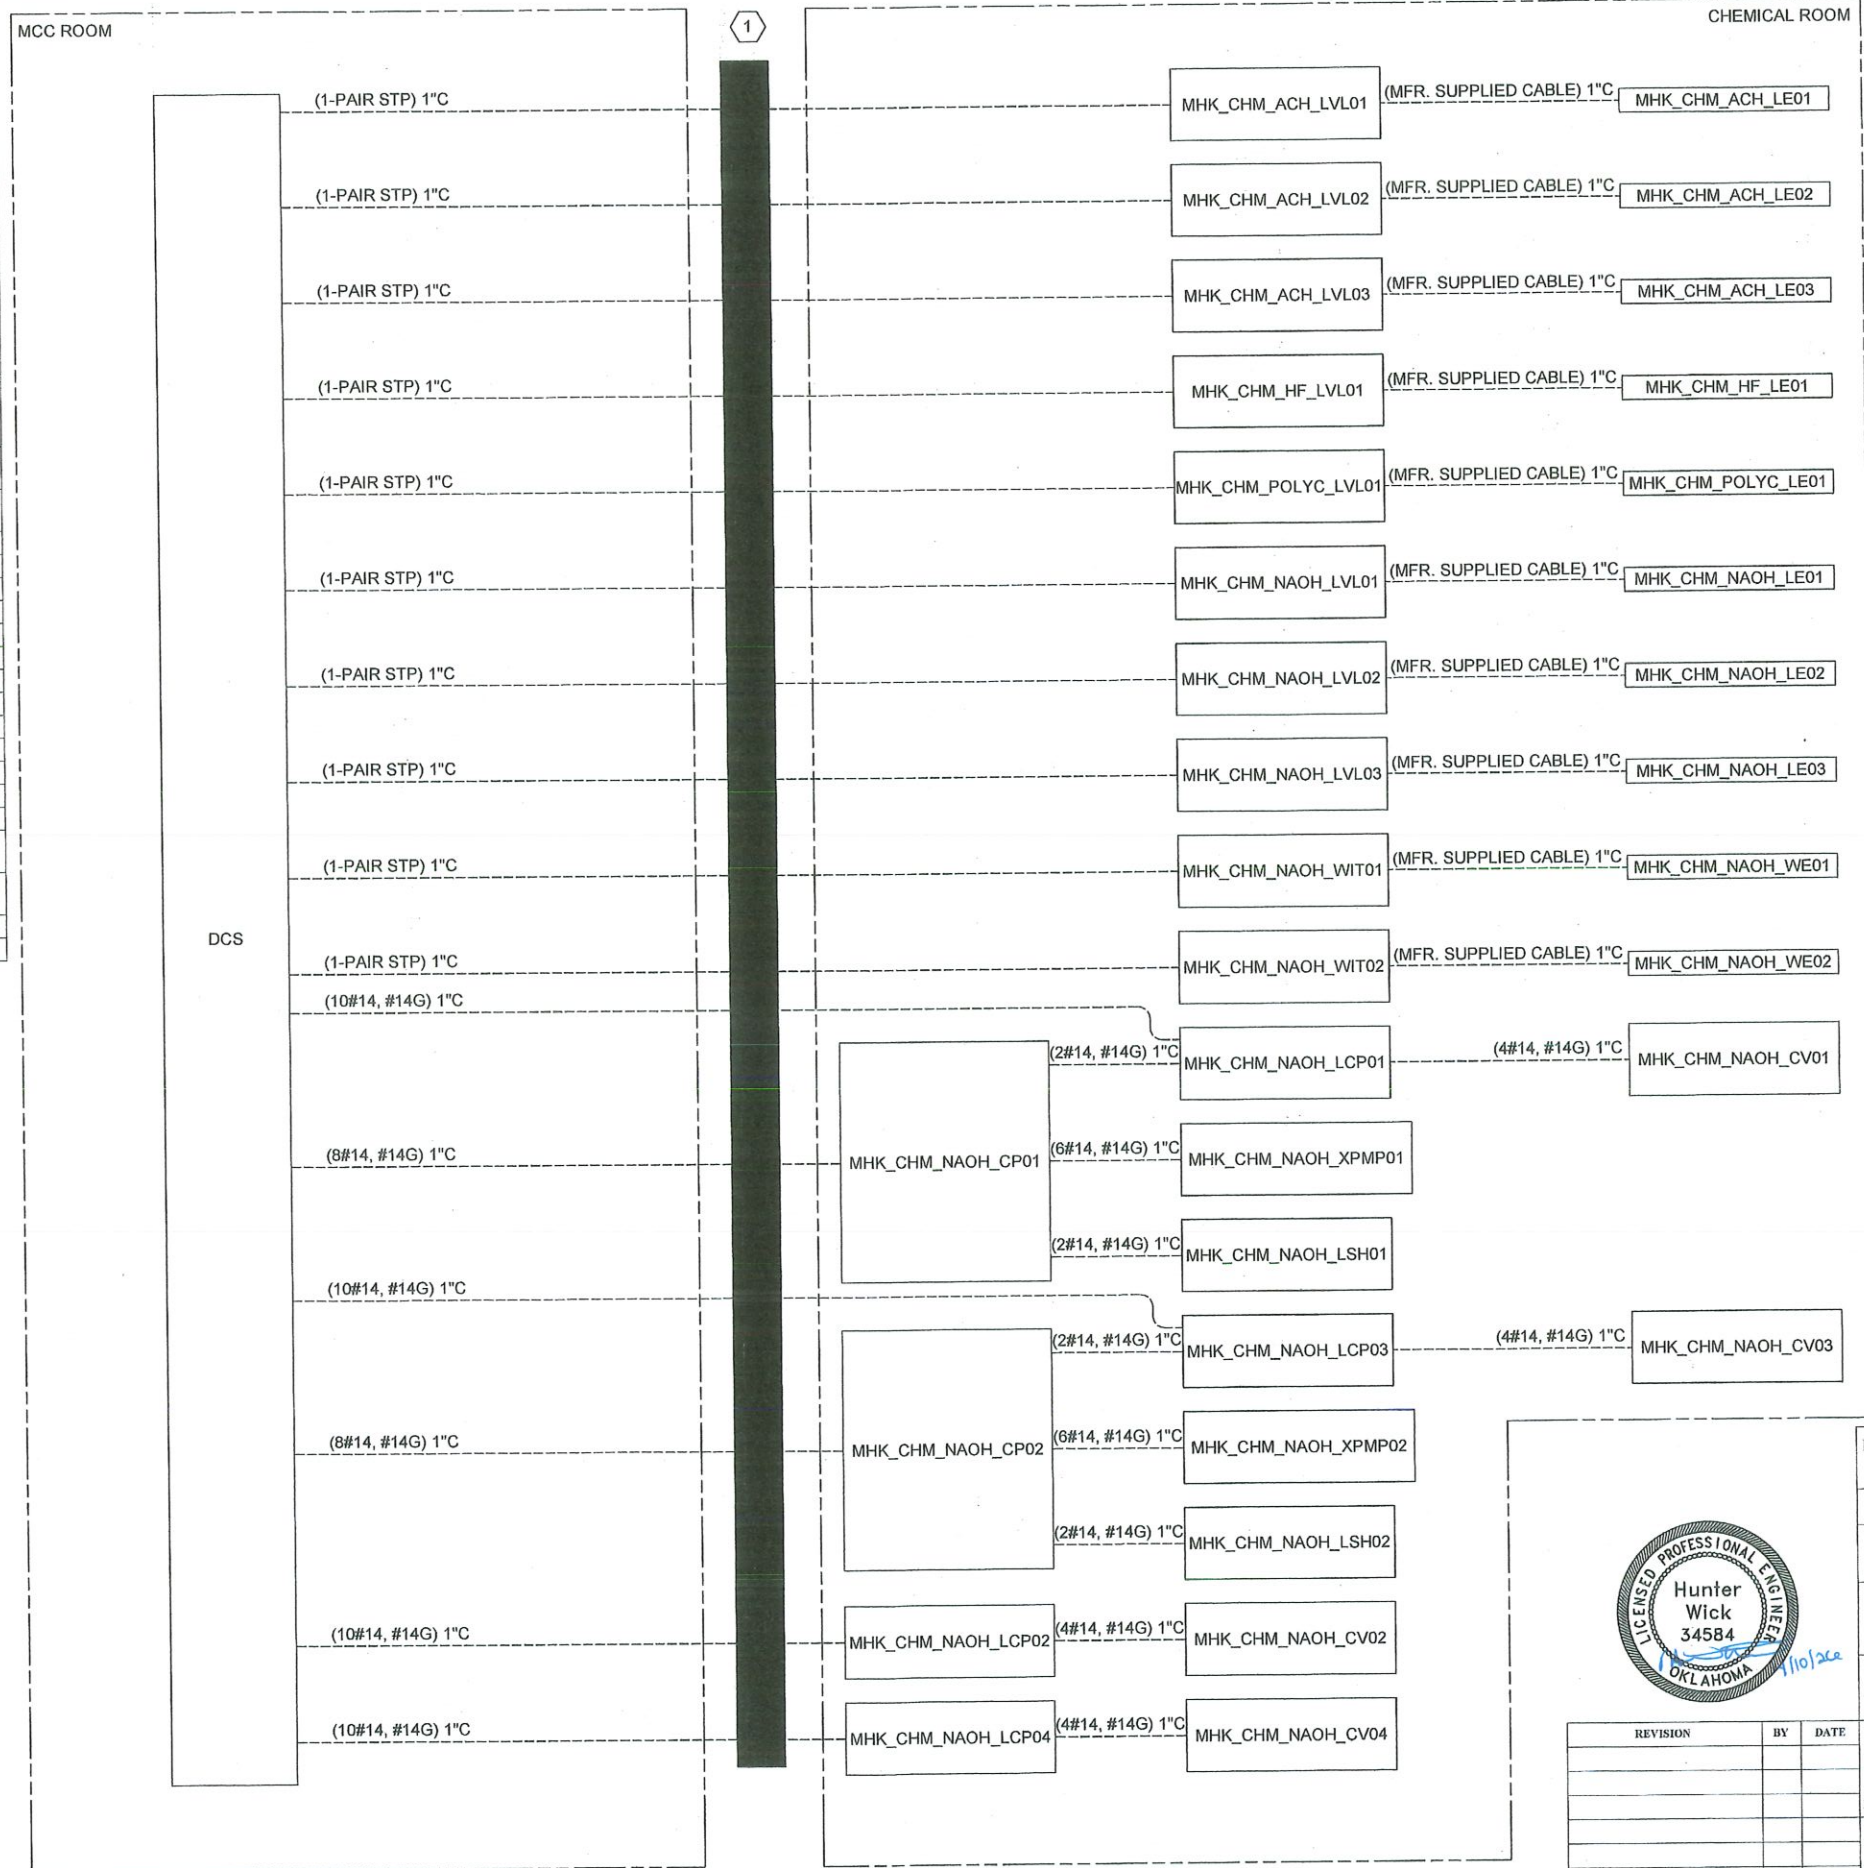 MCC ROOM
1
CHEMICAL ROOM
(1-PAIR STP) 1"C
MHK_CHM_ACH_LVL01
(MFR. SUPPLIED CABLE) 1"C
MHK_CHM_ACH_LE01
(1-PAIR STP) 1"C
MHK_CHM_ACH_LVL02
(MFR. SUPPLIED CABLE) 1"C
MHK_CHM_ACH_LE02
(1-PAIR STP) 1"C
MHK_CHM_ACH_LVL03
(MFR. SUPPLIED CABLE) 1"C
MHK_CHM_ACH_LE03
(1-PAIR STP) 1"C
MHK_CHM_HF_LVL01
(MFR. SUPPLIED CABLE) 1"C
MHK_CHM_HF_LE01
(1-PAIR STP) 1"C
MHK_CHM_POLYC_LVL01
(MFR. SUPPLIED CABLE) 1"C
MHK_CHM_POLYC_LE01
(1-PAIR STP) 1"C
MHK_CHM_NAOH_LVL01
(MFR. SUPPLIED CABLE) 1"C
MHK_CHM_NAOH_LE01
(1-PAIR STP) 1"C
MHK_CHM_NAOH_LVL02
(MFR. SUPPLIED CABLE) 1"C
MHK_CHM_NAOH_LE02
(1-PAIR STP) 1"C
MHK_CHM_NAOH_LVL03
(MFR. SUPPLIED CABLE) 1"C
MHK_CHM_NAOH_LE03
(1-PAIR STP) 1"C
MHK_CHM_NAOH_WIT01
(MFR. SUPPLIED CABLE) 1"C
MHK_CHM_NAOH_WE01
DCS
(1-PAIR STP) 1"C
MHK_CHM_NAOH_WIT02
(MFR. SUPPLIED CABLE) 1"C
MHK_CHM_NAOH_WE02
(10#14, #14G) 1"C
(2#14, #14G) 1"C
MHK_CHM_NAOH_LCP01
(4#14, #14G) 1"C
MHK_CHM_NAOH_CV01
(8#14, #14G) 1"C
MHK_CHM_NAOH_CP01
(6#14, #14G) 1"C
MHK_CHM_NAOH_XPMP01
(2#14, #14G) 1"C
MHK_CHM_NAOH_LSH01
(10#14, #14G) 1"C
(2#14, #14G) 1"C
MHK_CHM_NAOH_LCP03
(4#14, #14G) 1"C
MHK_CHM_NAOH_CV03
(8#14, #14G) 1"C
MHK_CHM_NAOH_CP02
(6#14, #14G) 1"C
MHK_CHM_NAOH_XPMP02
(2#14, #14G) 1"C
MHK_CHM_NAOH_LSH02
(10#14, #14G) 1"C
MHK_CHM_NAOH_LCP02
(4#14, #14G) 1"C
MHK_CHM_NAOH_CV02
(10#14, #14G) 1"C
MHK_CHM_NAOH_LCP04
(4#14, #14G) 1"C
MHK_CHM_NAOH_CV04
LICENSED PROFESSIONAL ENGINEER
Hunter
Wick
34584
OKLAHOMA
REVISION
BY
DATE